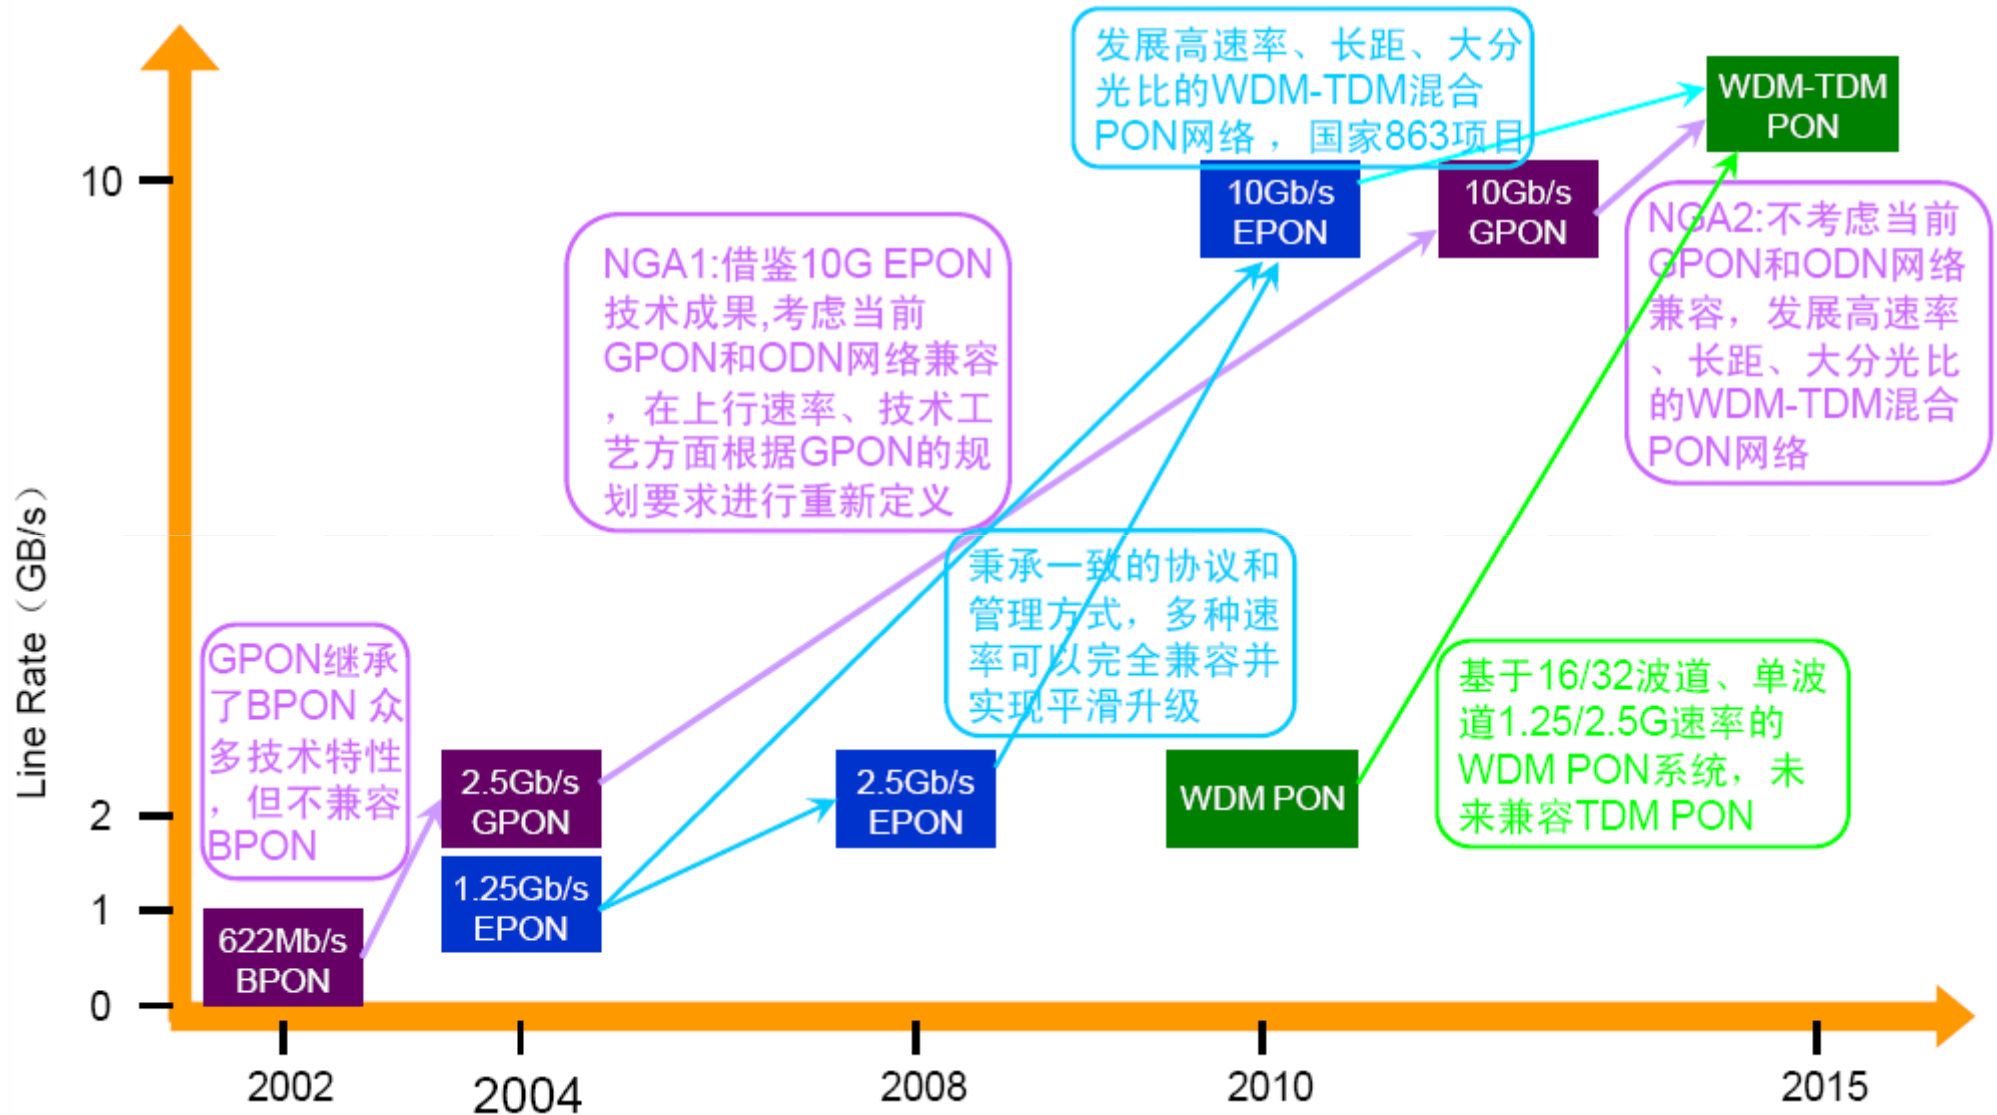 发展高速率、长距、大分
光比的WDM-TDM混合
PON网络 ， 国家863项目
WDM-TDM
PON
10
10Gb/s
EPON
10Gb/s
GPON
NGA1:借鉴10G EPON
技术成果,考虑当前
GPON和ODN网络兼容
，在上行速率、技术工
艺方面根据GPON的规
划要求进行重新定义
NGA2:不考虑当前
GPON和ODN网络
兼容，发展高速率
、长距、大分光比
的WDM-TDM混合
PON网络
Line Rate（GB/s）
秉承一致的协议和
管理方式，多种速
率可以完全兼容并
实现平滑升级
GPON继承
了BPON 众
多技术特性
，但不兼容
BPON
基于16/32波道、单波
道1.25/2.5G速率的
WDM PON系统，未
来兼容TDM PON
2.5Gb/s
GPON
2.5Gb/s
EPON
WDM PON
2
1.25Gb/s
EPON
1
622Mb/s
BPON
0
2002
2004
2008
2010
2015